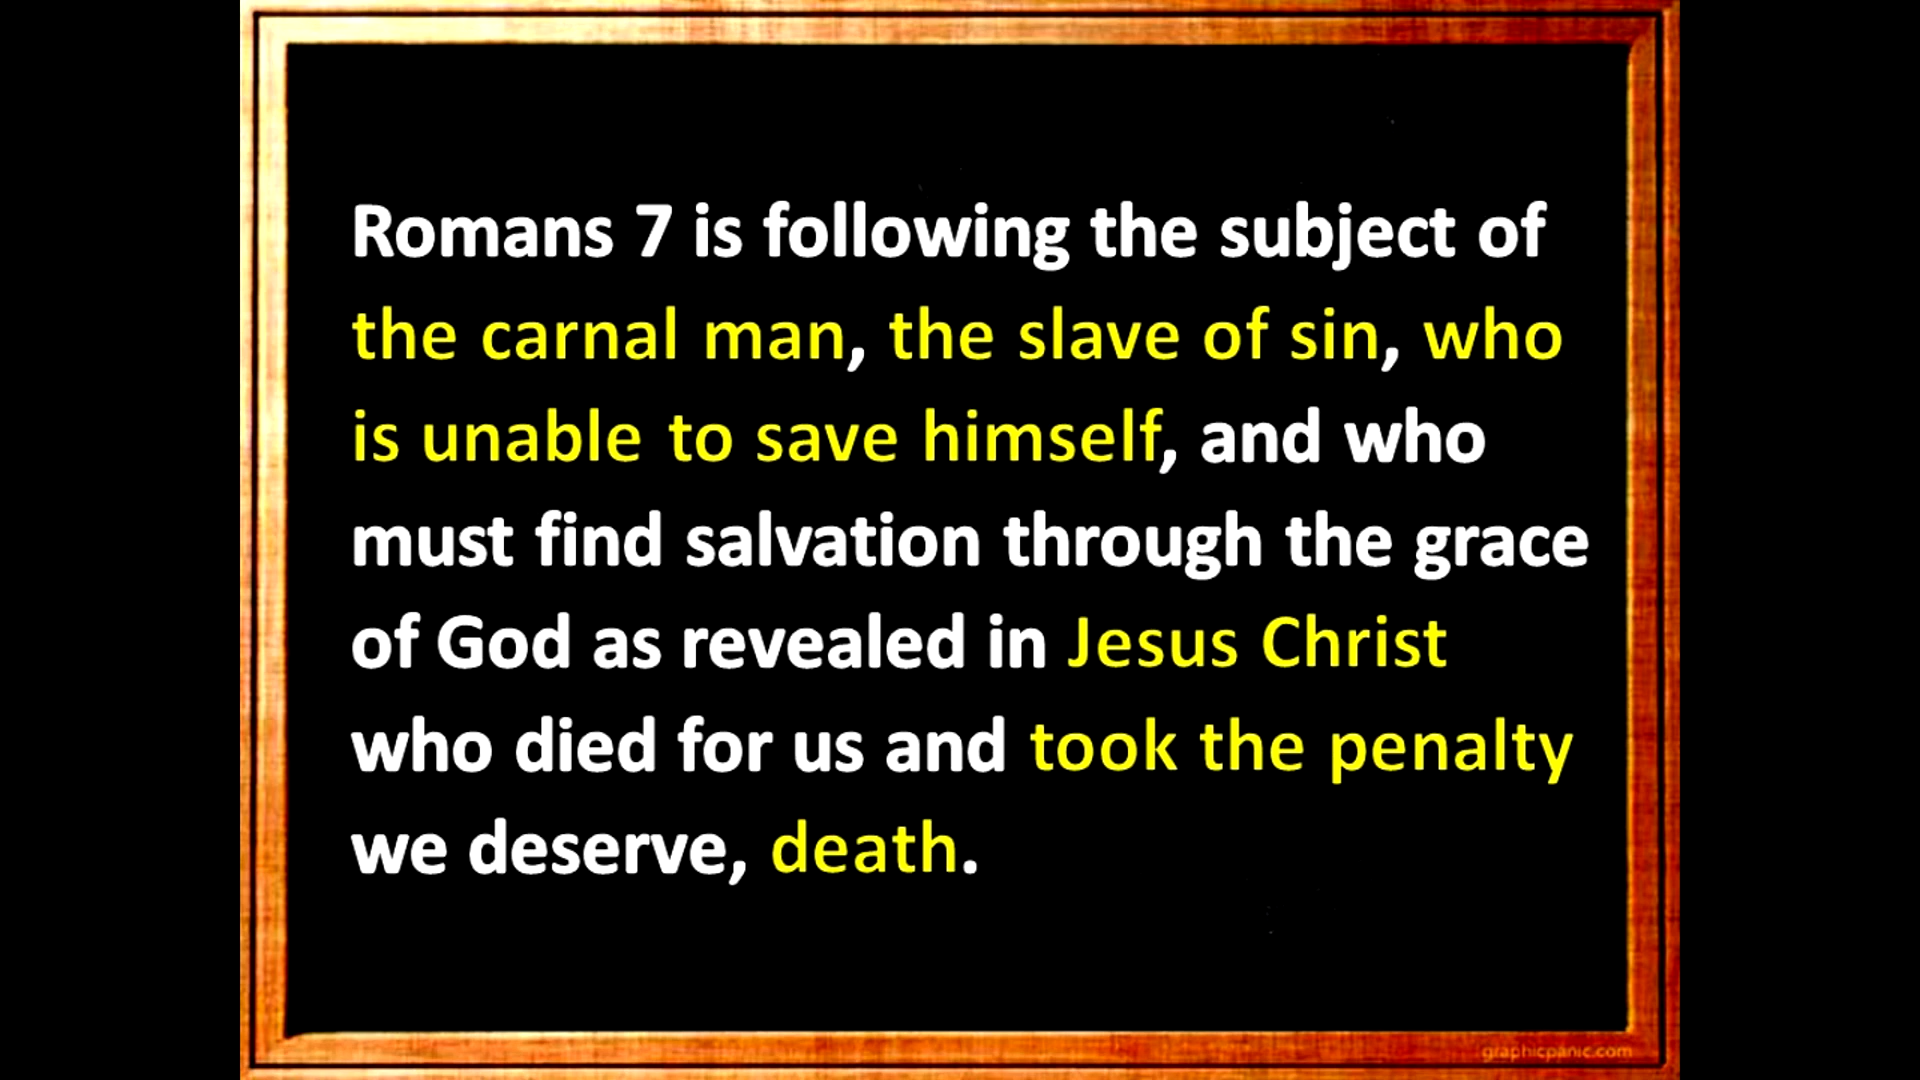 Romans 7 is following the subject of
the carnal man, the slave of sin, who
is unable to save himself, and who
must find salvation through the grace
of God as revealed in Jesus Christ
who died for us and took the penalty
we deserve, death.
graphicpanic.com